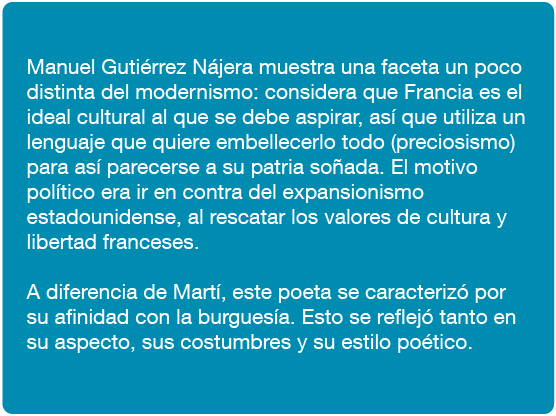 Manuel Gutiérrez Nájera muestra una faceta un poco
distinta del modernismo: considera que Francia es el
ideal cultural al que se debe aspirar, así que utiliza un
lenguaje que quiere embellecerlo todo (preciosismo)
para así parecerse a su patria soñada. El motivo
político era ir en contra del expansionismo
estadounidense, al rescatar los valores de cultura y
libertad franceses.
A diferencia de Martí, este poeta se caracterizó por
su afinidad con la burguesía. Esto se reflejó tanto en
su aspecto, sus costumbres y su estilo poético.